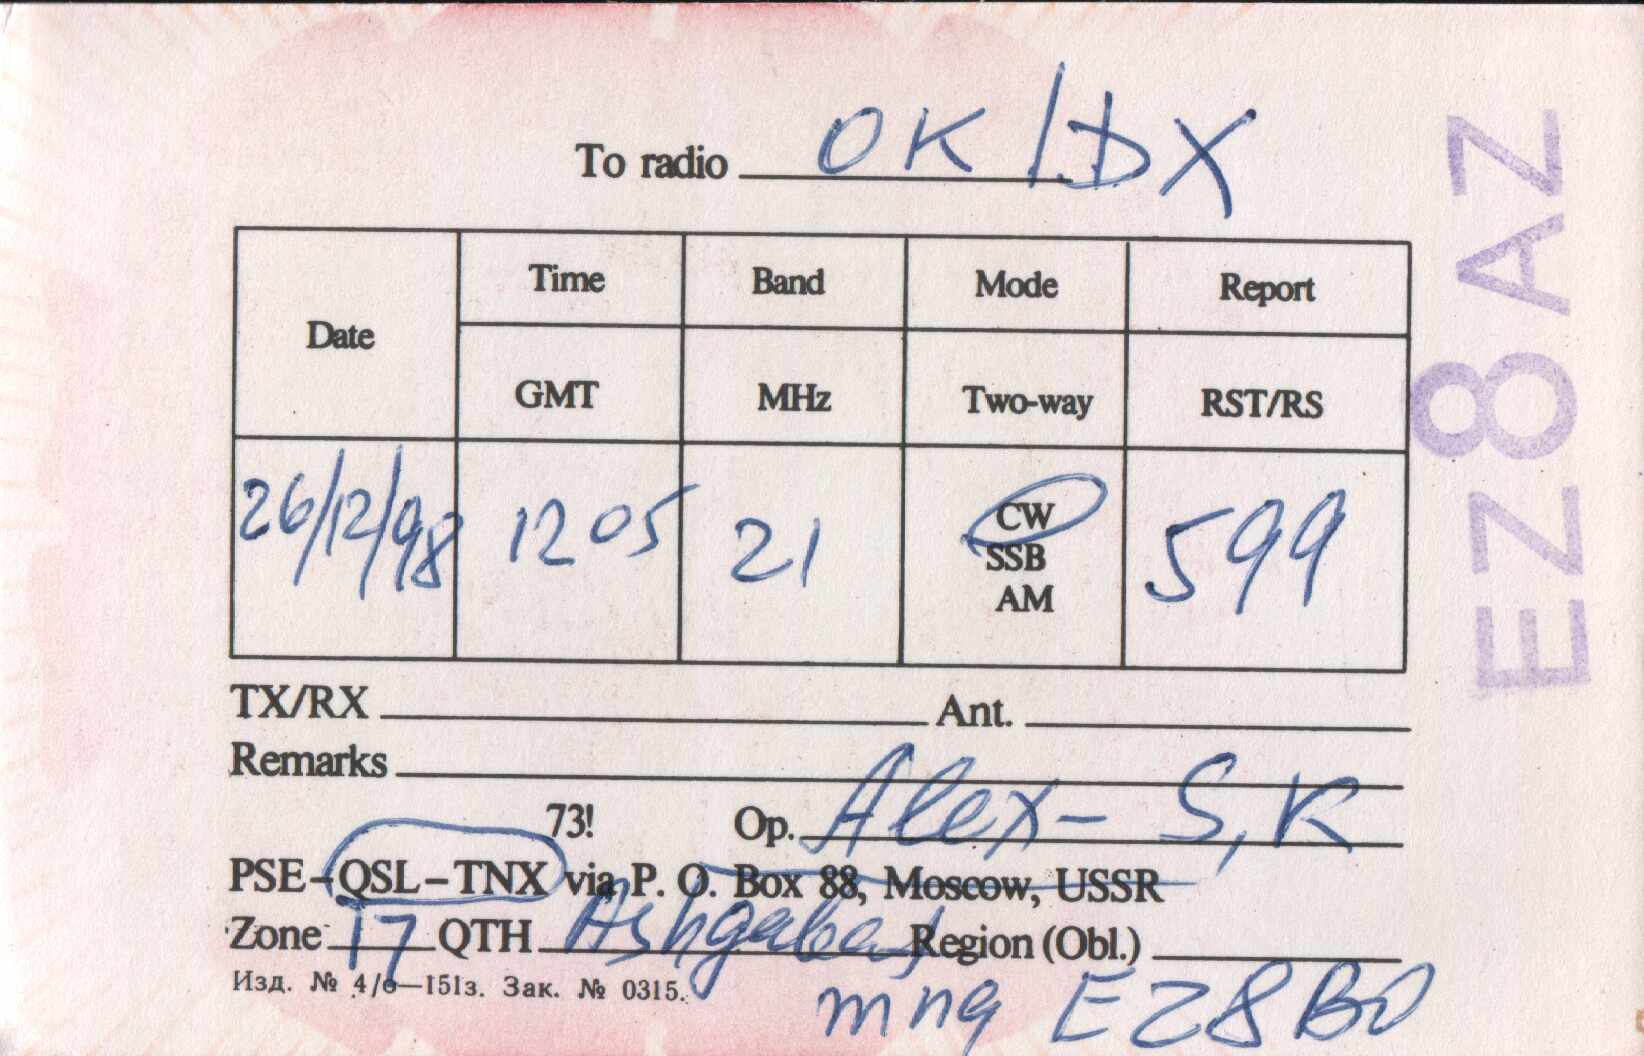 To radio OK1DX
Date Time Band Mode Report
GMT MHz Two-way RST/RS
26/12/98 1205 21 CW 599
SSB
AM
TX/RX Ant.
Remarks
73! Op. Alex - S, K
PSE-QSL-TNX via P. O. Box 88, Moscow, USSR
Zone 17 QTH Ashgabat Region (Obl.)
mng EZ8BO
Изд. № 4/6—151з. Зак. № 0315.
EZ8AZ